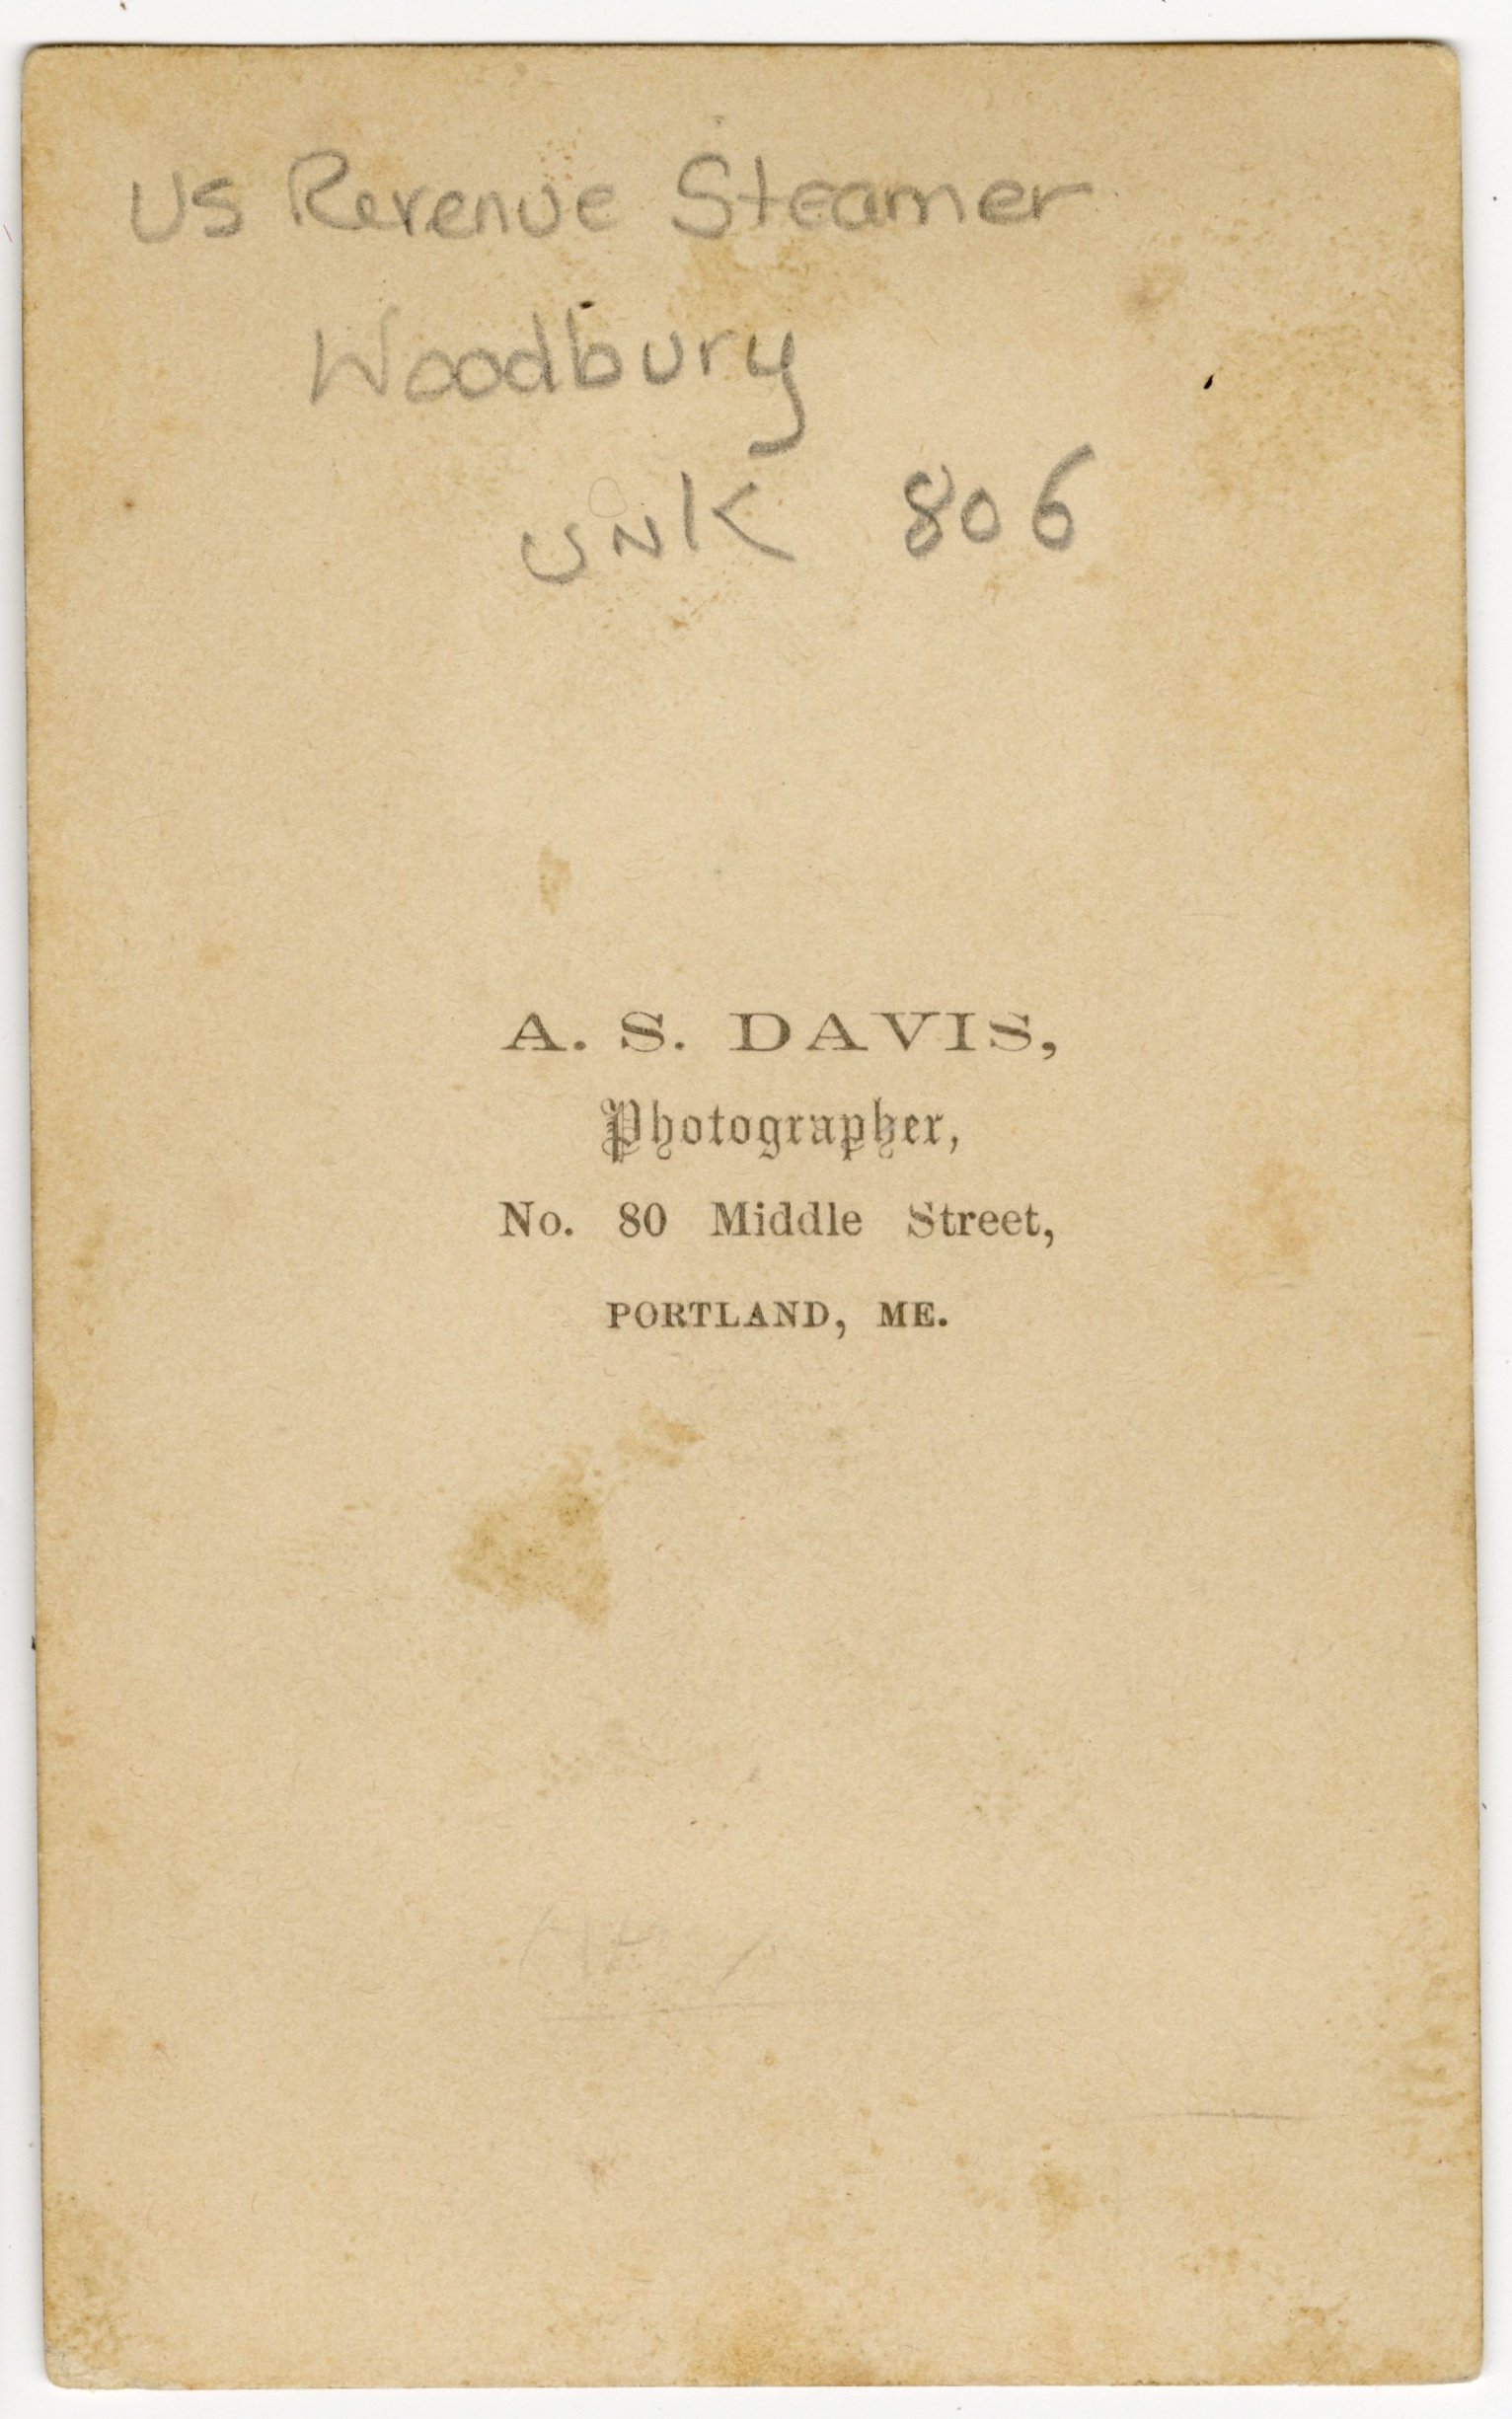 US Revenue Steamer
Woodbury
UNK 806
A. S. DAVIS,
Photographer,
No. 80 Middle Street,
PORTLAND, ME.